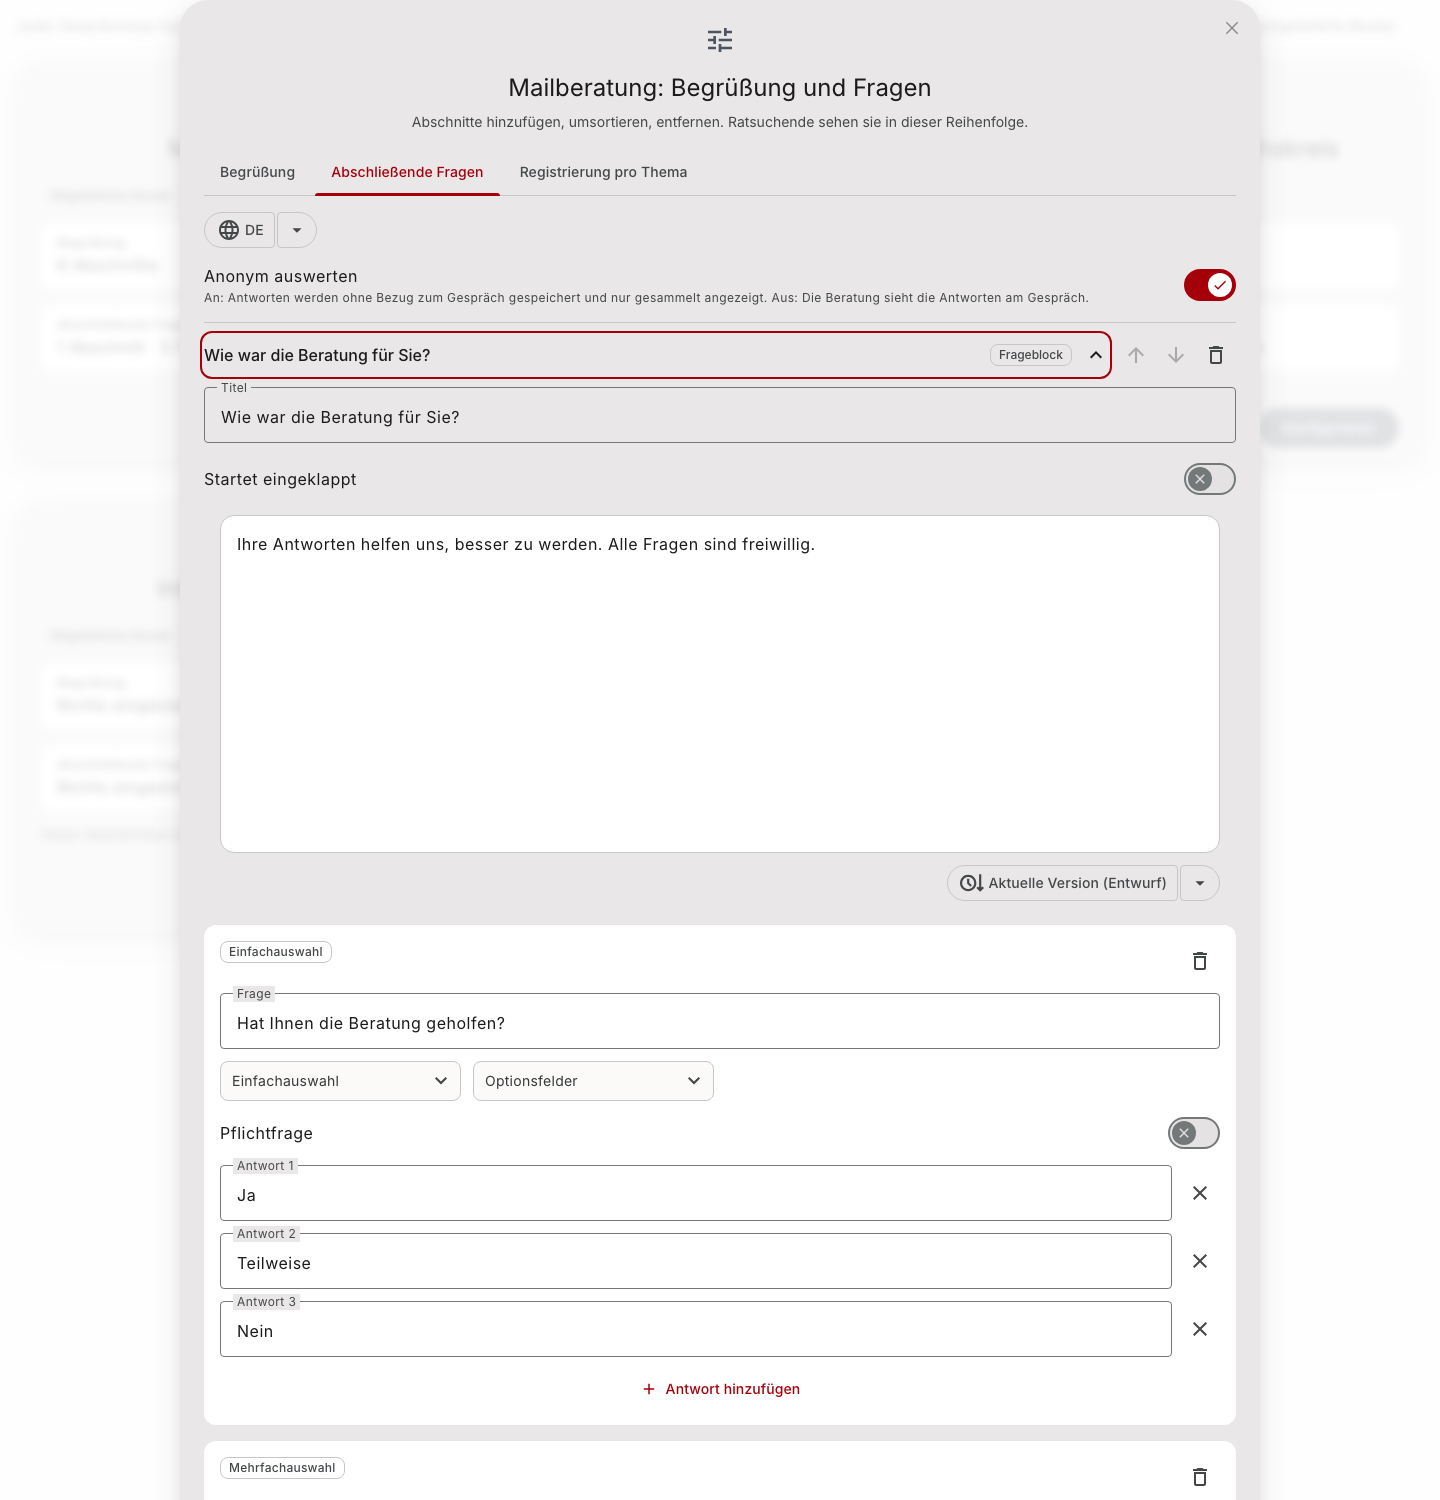 Mailberatung: Begrüßung und Fragen
Abschnitte hinzufügen, umsortieren, entfernen. Ratsuchende sehen sie in dieser Reihenfolge.
Begrüßung
Abschließende Fragen
Registrierung pro Thema
DE
Anonym auswerten
An: Antworten werden ohne Bezug zum Gespräch gespeichert und nur gesammelt angezeigt. Aus: Die Beratung sieht die Antworten am Gespräch.
Wie war die Beratung für Sie?
Frageblock
Titel
Wie war die Beratung für Sie?
Startet eingeklappt
Ihre Antworten helfen uns, besser zu werden. Alle Fragen sind freiwillig.
Aktuelle Version (Entwurf)
Einfachauswahl
Frage
Hat Ihnen die Beratung geholfen?
Einfachauswahl
Optionsfelder
Pflichtfrage
Antwort 1
Ja
Antwort 2
Teilweise
Antwort 3
Nein
Antwort hinzufügen
Mehrfachauswahl